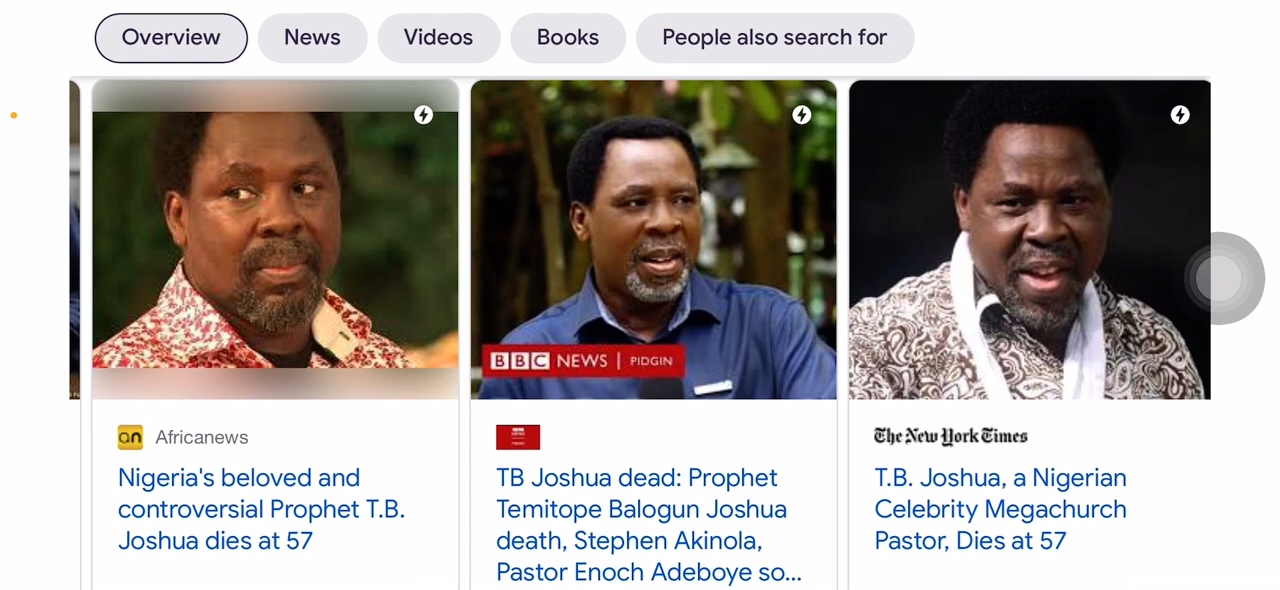 Overview
News
Videos
Books
People also search for
an Africanews
Nigeria's beloved and
controversial Prophet T.B.
Joshua dies at 57
BBC NEWS | PIDGIN
TB Joshua dead: Prophet
Temitope Balogun Joshua
death, Stephen Akinola,
Pastor Enoch Adeboye so...
The New York Times
T.B. Joshua, a Nigerian
Celebrity Megachurch
Pastor, Dies at 57